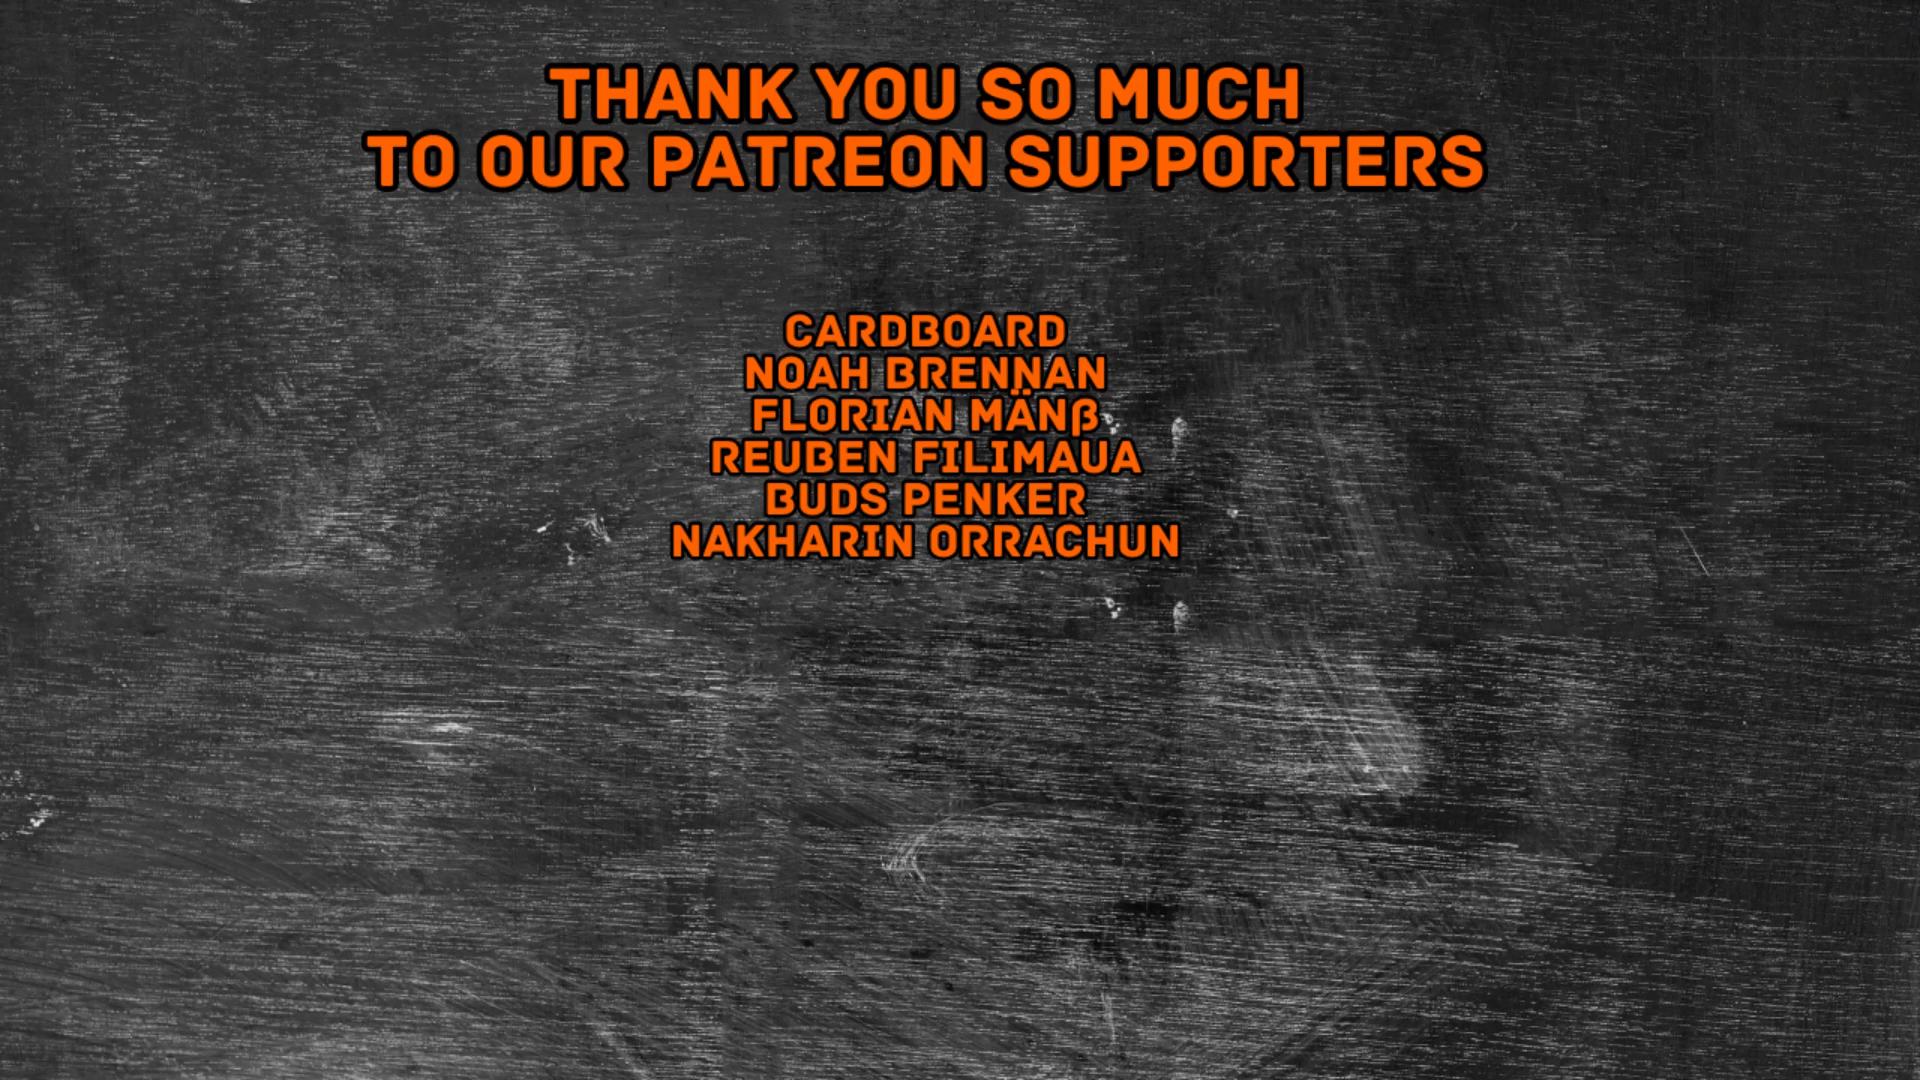 THANK YOU SO MUCH
TO OUR PATREON SUPPORTERS
CARDBOARD
NOAH BRENNAN
FLORIAN MÄNß
REUBEN FILIMAUA
BUDS PENKER
NAKHARIN ORRACHUN